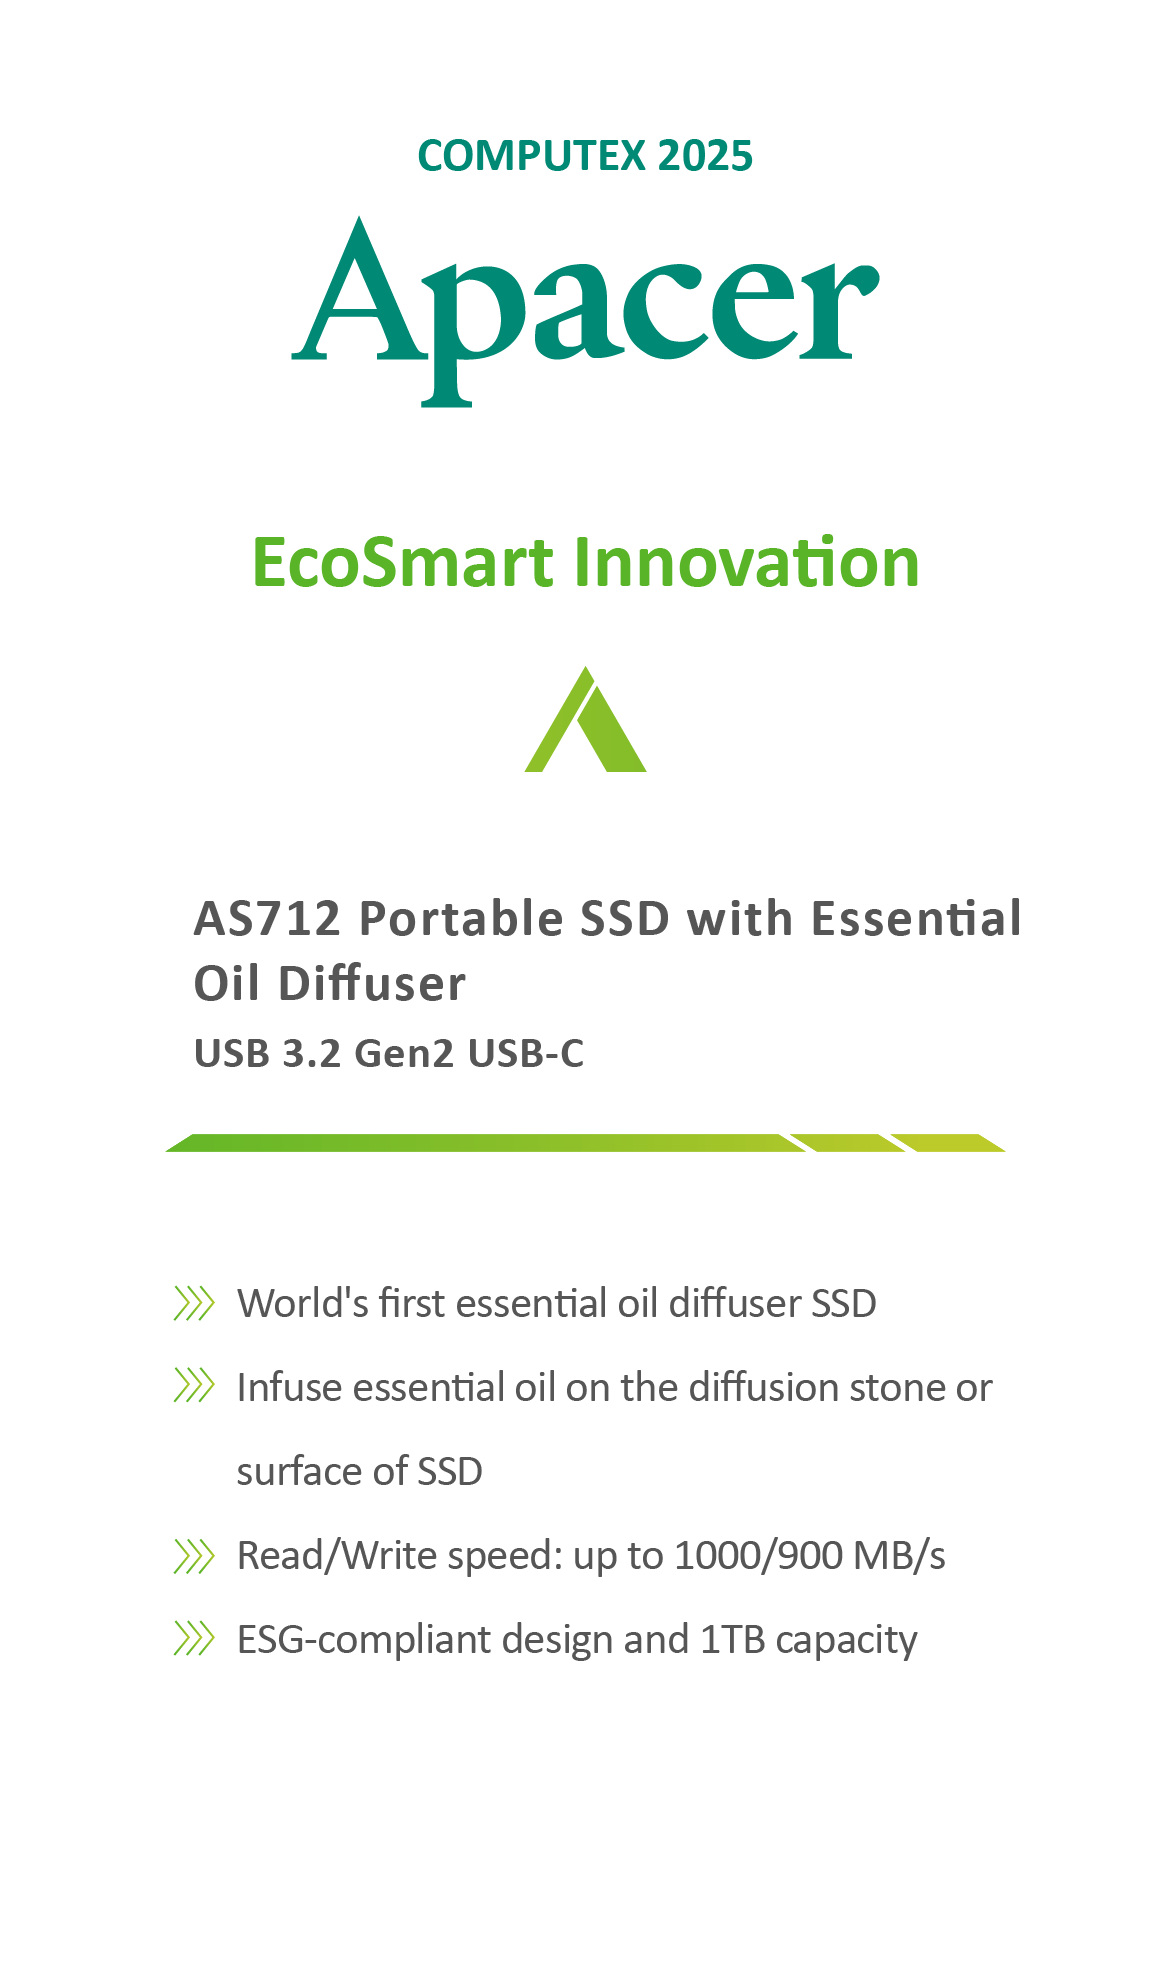 COMPUTEX 2025
Apacer
EcoSmart Innovation
AS712 Portable SSD with Essential
Oil Diffuser
USB 3.2 Gen2 USB-C
World's first essential oil diffuser SSD
Infuse essential oil on the diffusion stone or
surface of SSD
Read/Write speed: up to 1000/900 MB/s
ESG-compliant design and 1TB capacity